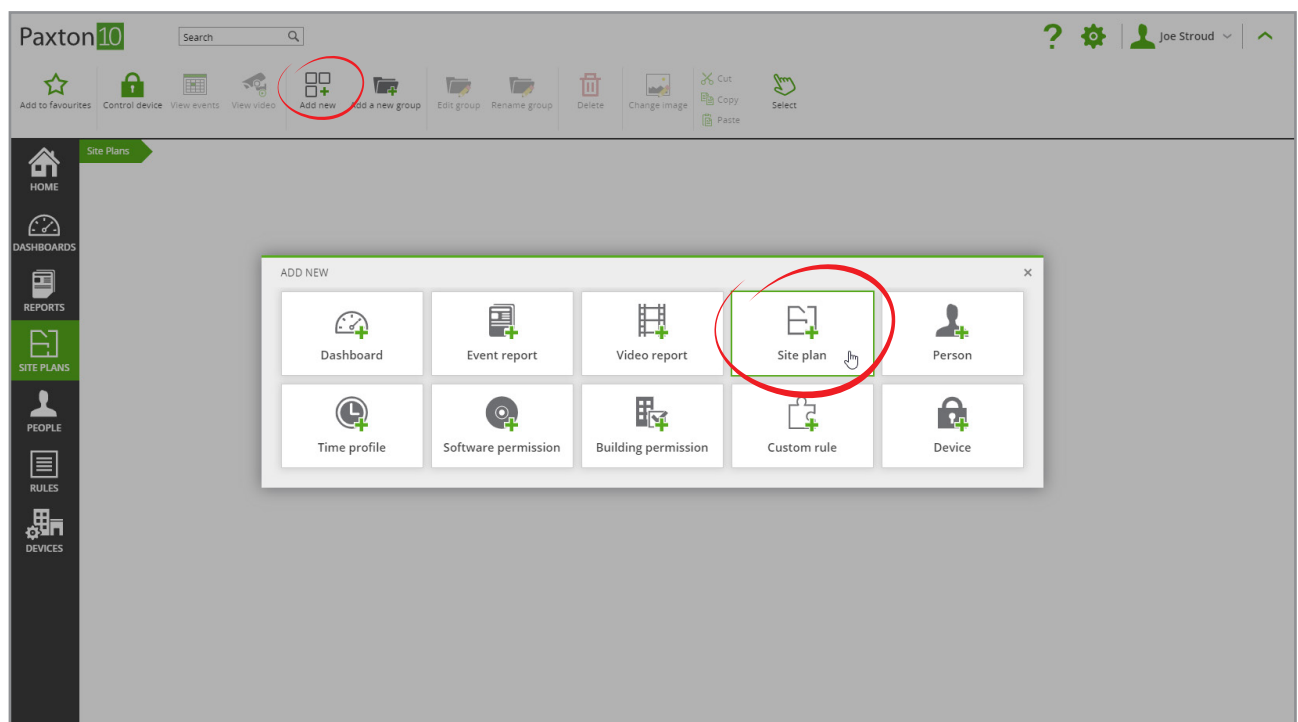 Paxton10
Search
Joe Stroud
Add to favourites
Control device
View events
View video
Add new
Add a new group
Edit group
Rename group
Delete
Change image
Cut
Copy
Paste
Select
Site Plans
HOME
DASHBOARDS
REPORTS
SITE PLANS
PEOPLE
RULES
DEVICES
ADD NEW
Dashboard
Event report
Video report
Site plan
Person
Time profile
Software permission
Building permission
Custom rule
Device